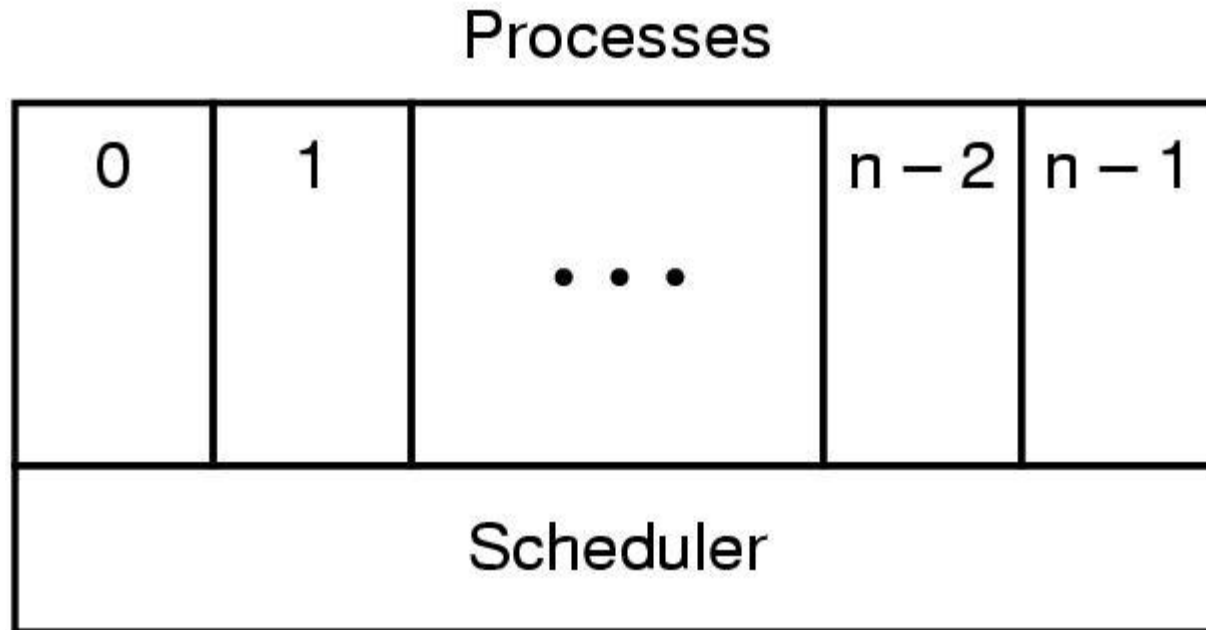 Processes
0 1 • • • n – 2 n – 1
Scheduler